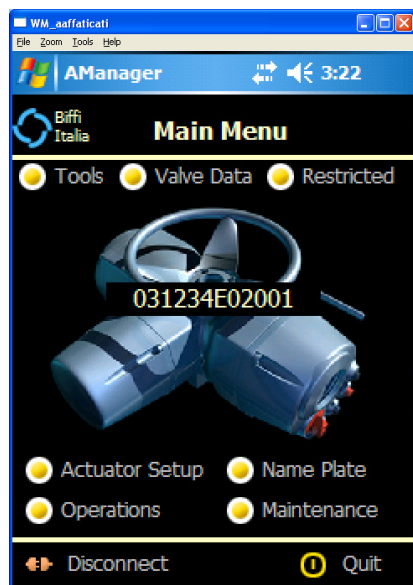 WM_aaffaticati
File Zoom Tools Help
AManager 3:22
Biffi
Italia
Main Menu
Tools Valve Data Restricted
031234E02001
Actuator Setup Name Plate
Operations Maintenance
Disconnect Quit